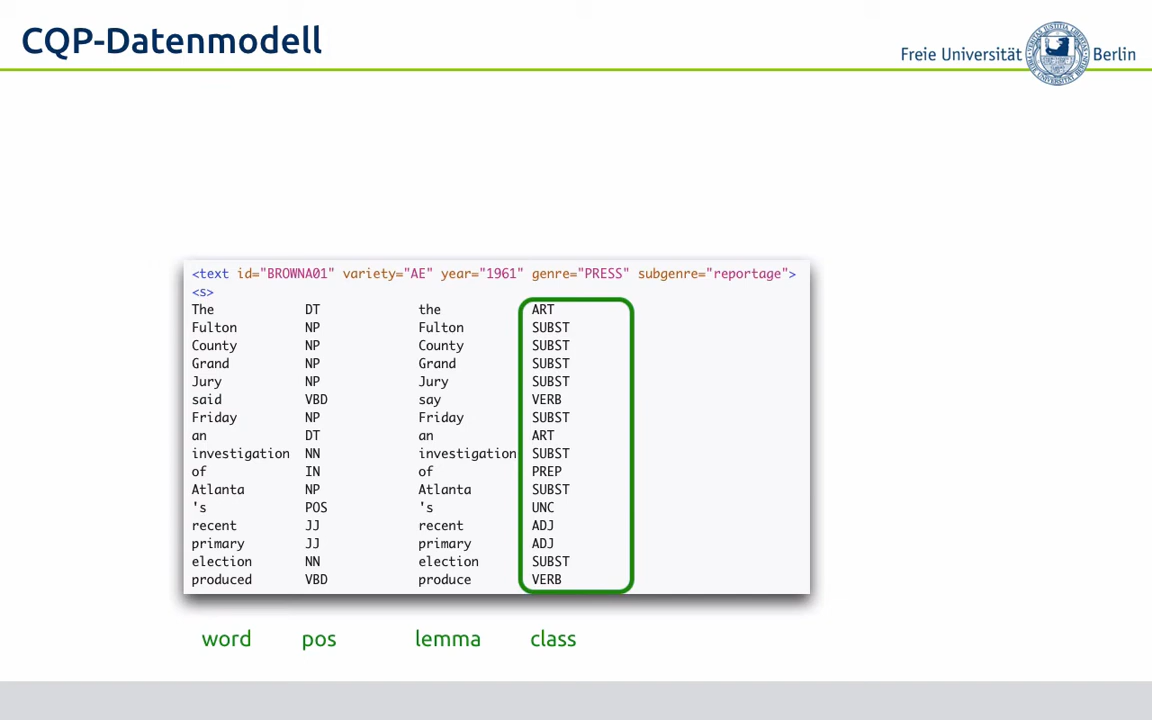 CQP-Datenmodell
Freie Universität Berlin
<text id="BROWNA01" variety="AE" year="1961" genre="PRESS" subgenre="reportage">
<s>
The DT the ART
Fulton NP Fulton SUBST
County NP County SUBST
Grand NP Grand SUBST
Jury NP Jury SUBST
said VBD say VERB
Friday NP Friday SUBST
an DT an ART
investigation NN investigation SUBST
of IN of PREP
Atlanta NP Atlanta SUBST
's POS 's UNC
recent JJ recent ADJ
primary JJ primary ADJ
election NN election SUBST
produced VBD produce VERB
word pos lemma class